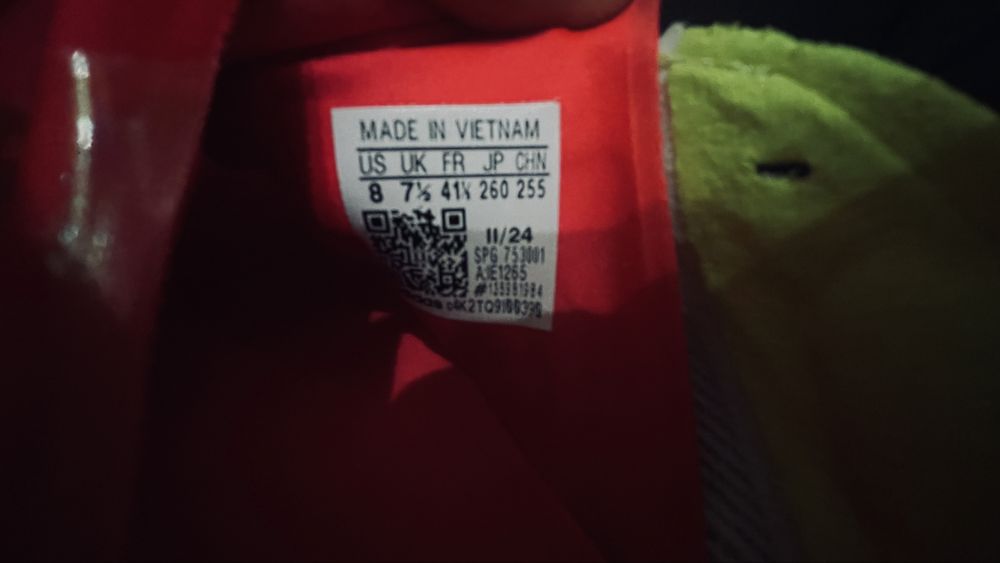 MADE IN VIETNAM
US UK FR JP CHN
8 7½ 41⅓ 260 255
11/24
SPG 753001
#135981984